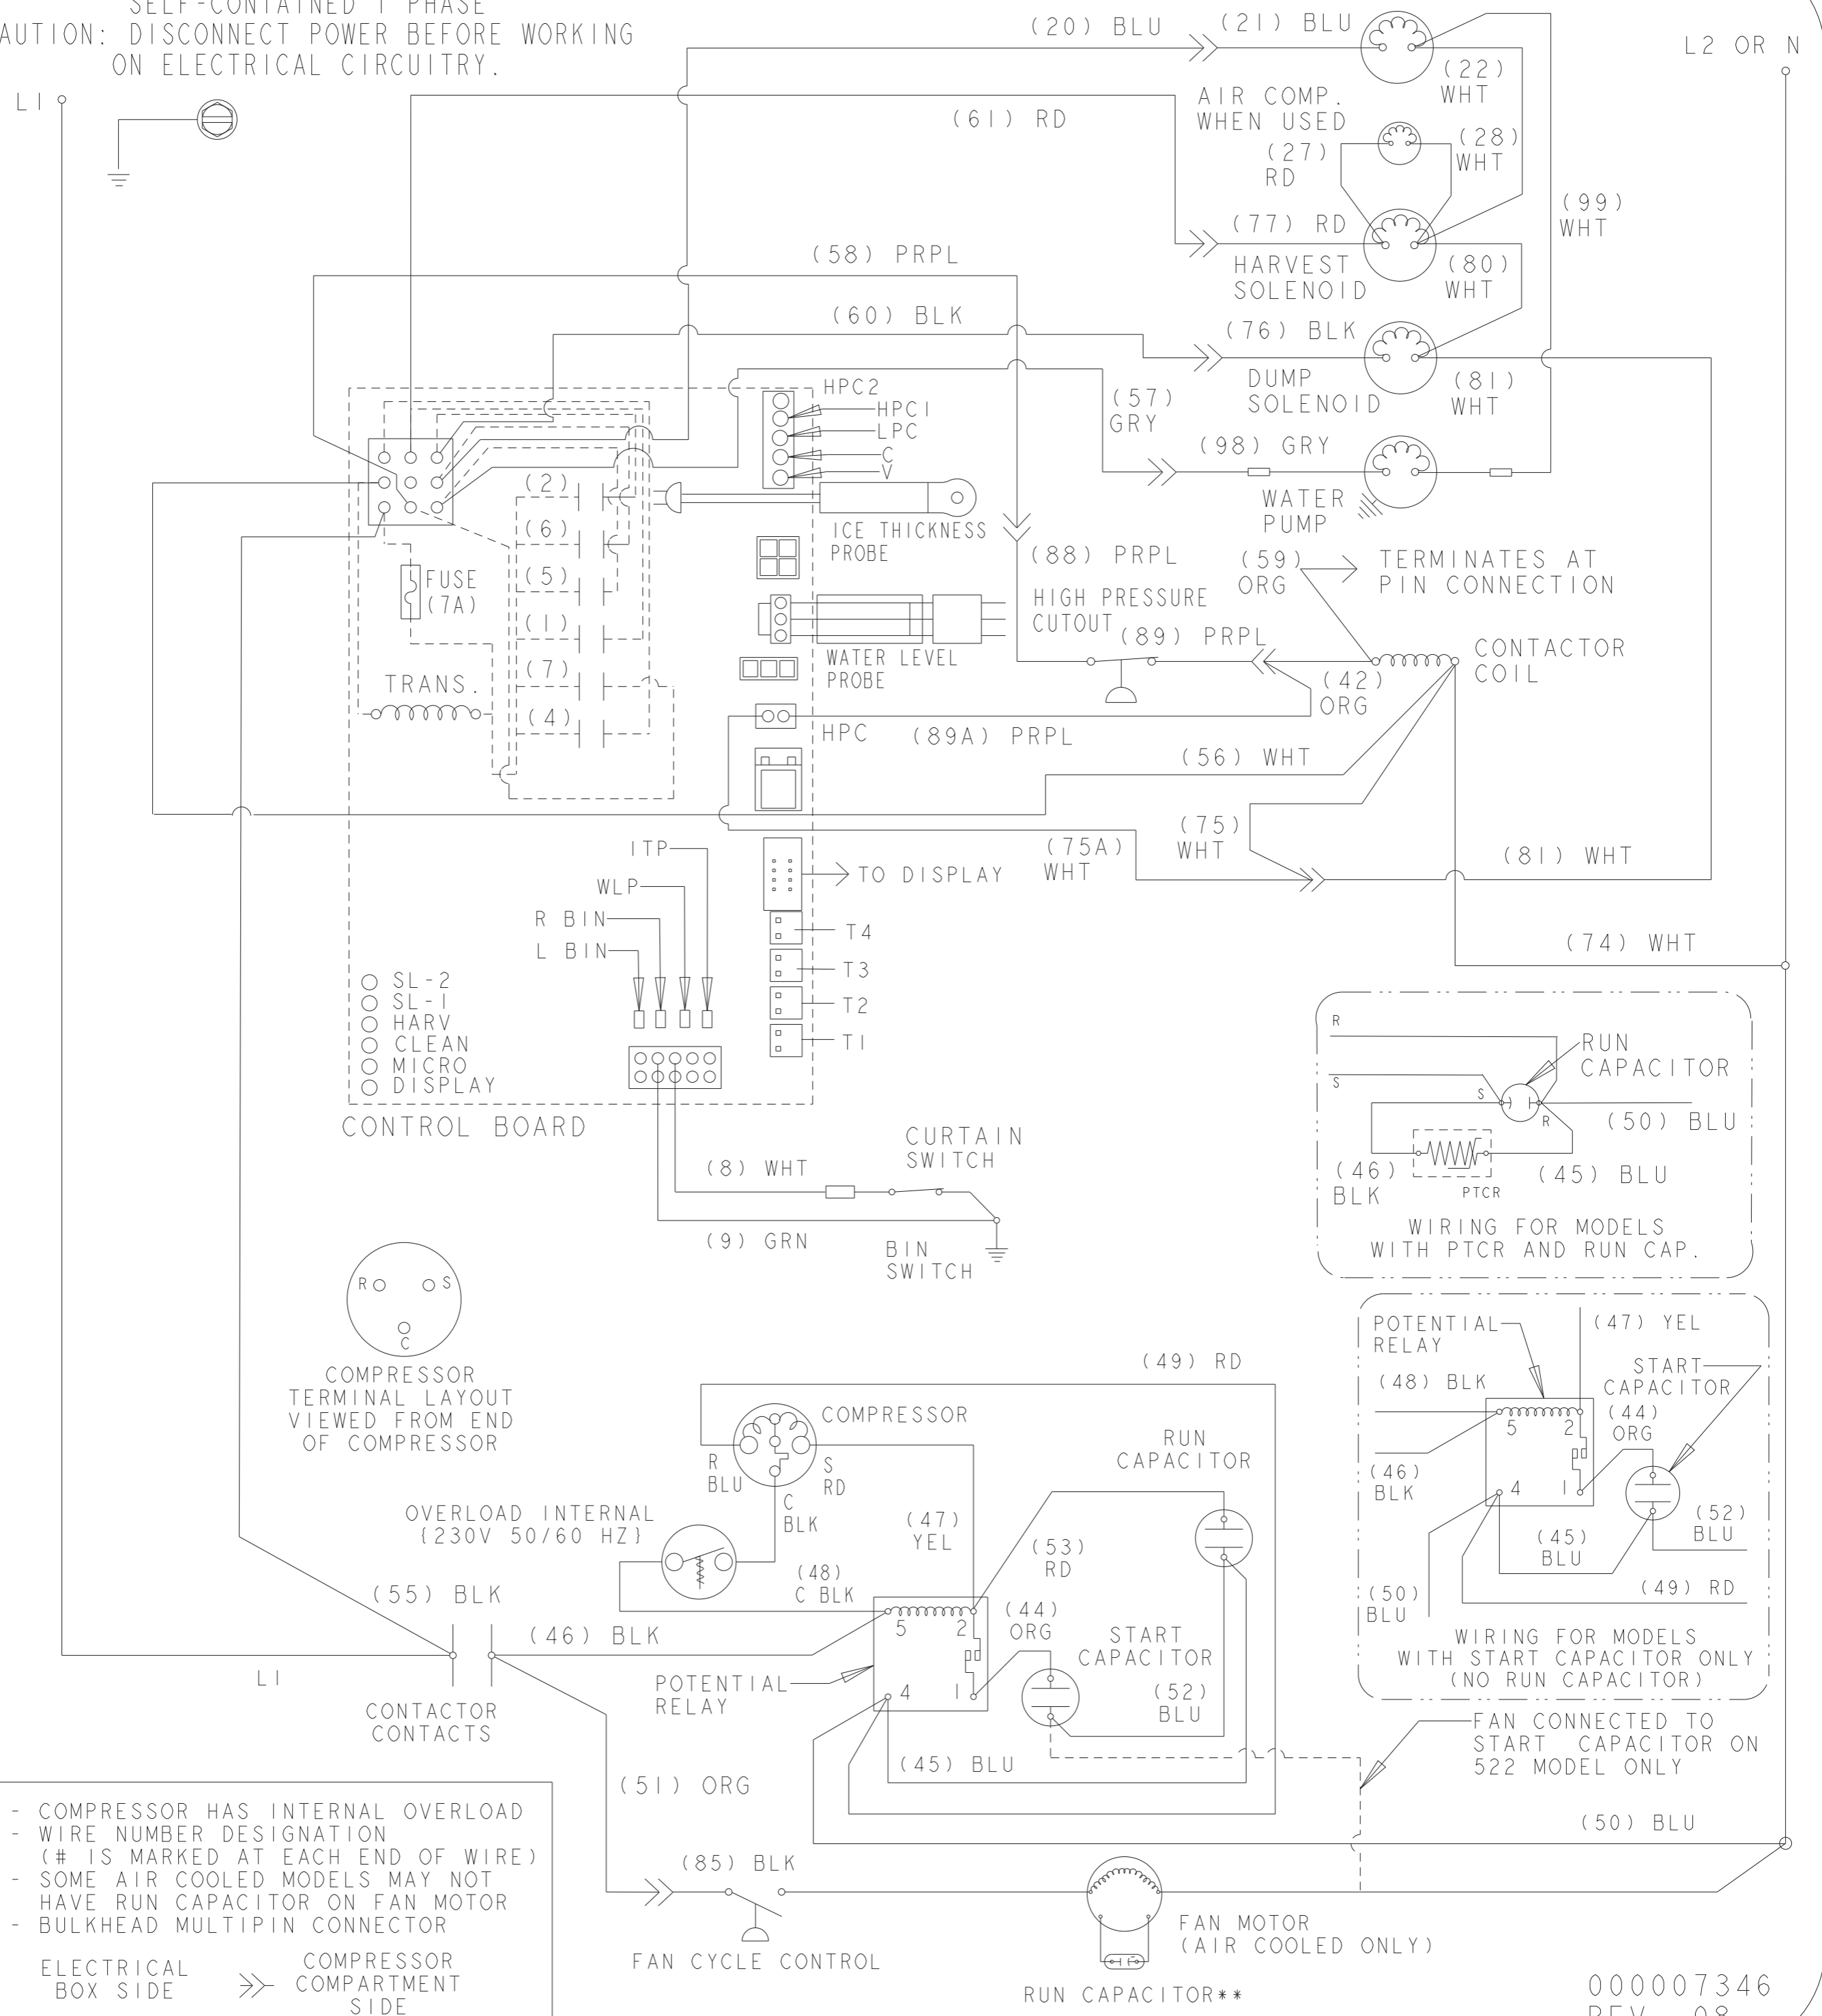 SELF-CONTAINED 1 PHASE
AUTION: DISCONNECT POWER BEFORE WORKING
ON ELECTRICAL CIRCUITRY.
L1
L2 OR N
(20) BLU
(21) BLU
(22)
WHT
AIR COMP.
WHEN USED
(61) RD
(27)
RD
(28)
WHT
(99)
WHT
(77) RD
(58) PRPL
HARVEST
SOLENOID
(80)
WHT
(60) BLK
(76) BLK
DUMP
SOLENOID
(81)
WHT
HPC2
HPC1
LPC
C
V
(57)
GRY
(98) GRY
WATER
PUMP
(2)
(6)
(5)
(1)
(7)
(4)
FUSE
(7A)
TRANS.
ICE THICKNESS
PROBE
(88) PRPL
(59)
ORG
TERMINATES AT
PIN CONNECTION
HIGH PRESSURE
CUTOUT
(89) PRPL
WATER LEVEL
PROBE
CONTACTOR
COIL
(42)
ORG
HPC
(89A) PRPL
(56) WHT
(75)
WHT
(75A)
WHT
(81) WHT
ITP
WLP
R BIN
L BIN
TO DISPLAY
T4
T3
T2
T1
(74) WHT
SL-2
SL-1
HARV
CLEAN
MICRO
DISPLAY
CONTROL BOARD
R
S
S
R
RUN
CAPACITOR
(50) BLU
(46)
BLK
PTCR
(45) BLU
WIRING FOR MODELS
WITH PTCR AND RUN CAP.
(8) WHT
CURTAIN
SWITCH
(9) GRN
BIN
SWITCH
R
S
C
COMPRESSOR
TERMINAL LAYOUT
VIEWED FROM END
OF COMPRESSOR
POTENTIAL
RELAY
(47) YEL
START
CAPACITOR
(48) BLK
5
2
(44)
ORG
(46)
BLK
4
1
(45)
BLU
(52)
BLU
(50)
BLU
(49) RD
WIRING FOR MODELS
WITH START CAPACITOR ONLY
(NO RUN CAPACITOR)
(49) RD
COMPRESSOR
R
BLU
S
RD
C
BLK
RUN
CAPACITOR
OVERLOAD INTERNAL
{230V 50/60 HZ}
(47)
YEL
(53)
RD
(48)
C BLK
(55) BLK
(46) BLK
5
2
(44)
ORG
START
CAPACITOR
L1
POTENTIAL
RELAY
4
1
(52)
BLU
CONTACTOR
CONTACTS
FAN CONNECTED TO
START CAPACITOR ON
522 MODEL ONLY
(45) BLU
(51) ORG
(50) BLU
- COMPRESSOR HAS INTERNAL OVERLOAD
- WIRE NUMBER DESIGNATION
(# IS MARKED AT EACH END OF WIRE)
- SOME AIR COOLED MODELS MAY NOT
HAVE RUN CAPACITOR ON FAN MOTOR
- BULKHEAD MULTIPIN CONNECTOR
ELECTRICAL
BOX SIDE
COMPRESSOR
COMPARTMENT
SIDE
(85) BLK
FAN CYCLE CONTROL
FAN MOTOR
(AIR COOLED ONLY)
RUN CAPACITOR**
000007346
REV. 08